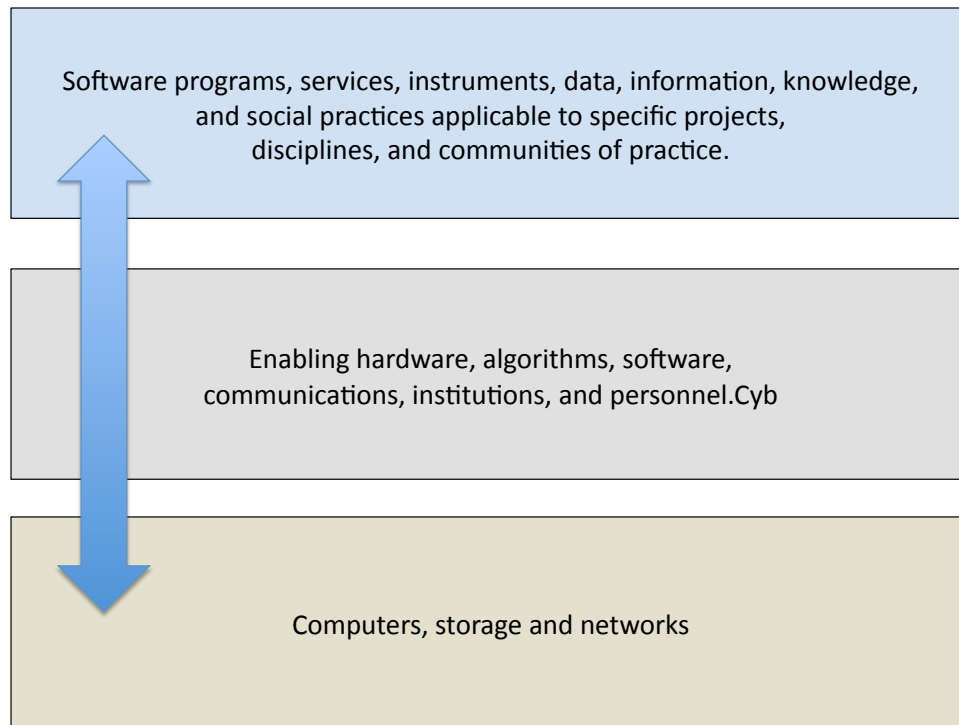 Software programs, services, instruments, data, information, knowledge,
and social practices applicable to specific projects,
disciplines, and communities of practice.
Enabling hardware, algorithms, software,
communications, institutions, and personnel.Cyb
Computers, storage and networks